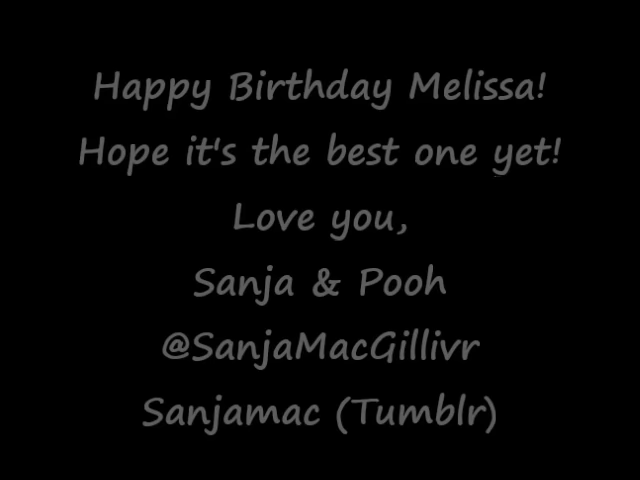 Happy Birthday Melissa!
Hope it's the best one yet!
Love you,
Sanja & Pooh
@SanjaMacGillivr
Sanjamac (Tumblr)